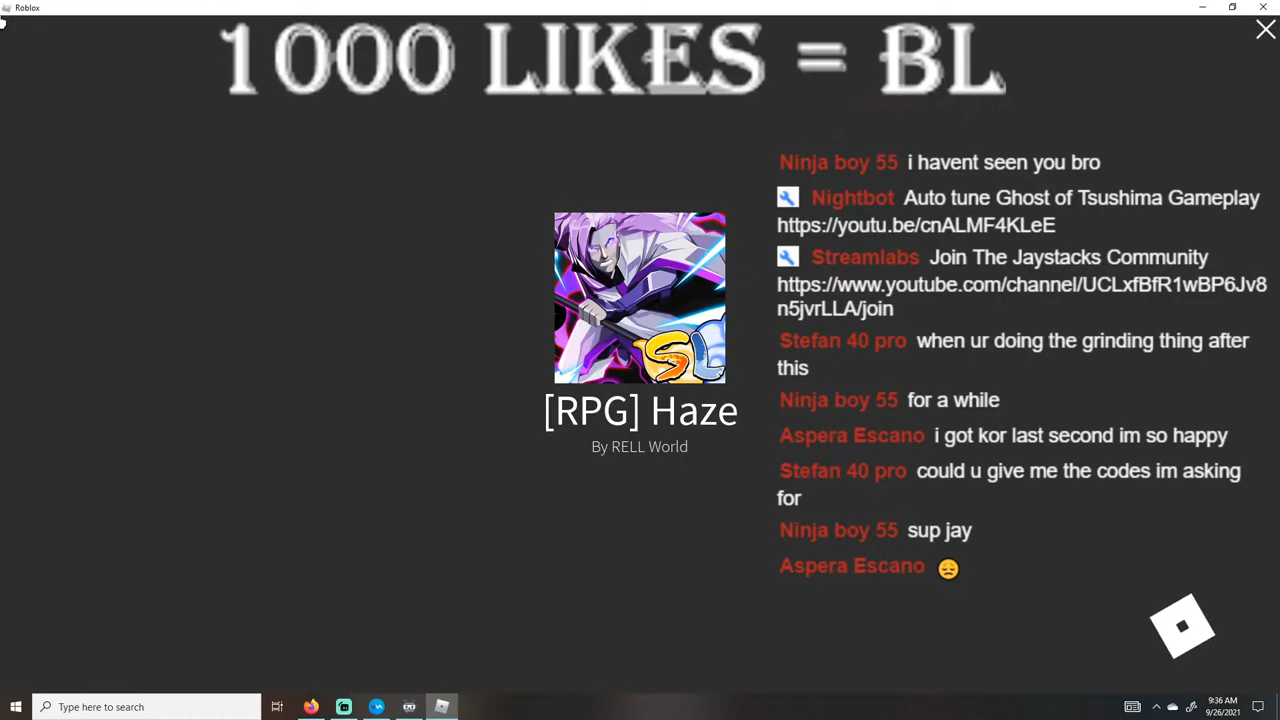 Roblox
1000 LIKES = BL
Ninja boy 55 i havent seen you bro
Nightbot Auto tune Ghost of Tsushima Gameplay
https://youtu.be/cnALMF4KLeE
Streamlabs Join The Jaystacks Community
https://www.youtube.com/channel/UCLxfBfR1wBP6Jv8
n5jvrLLA/join
Stefan 40 pro when ur doing the grinding thing after
this
Ninja boy 55 for a while
Aspera Escano i got kor last second im so happy
Stefan 40 pro could u give me the codes im asking
for
Ninja boy 55 sup jay
Aspera Escano 😔
SL
[RPG] Haze
By RELL World
Type here to search
9:36 AM
9/26/2021